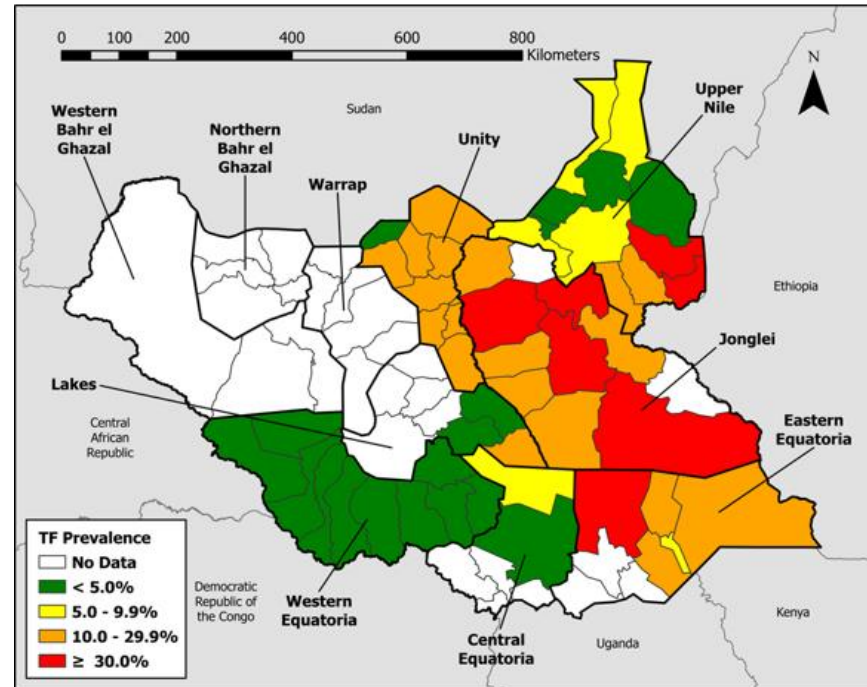 0 200 400 600 800
Kilometers
N
Sudan
Western
Bahr el
Ghazal
Northern
Bahr el
Ghazal
Warrap
Unity
Upper
Nile
Ethiopia
Jonglei
Lakes
Central
African
Republic
Eastern
Equatoria
TF Prevalence
No Data
< 5.0%
5.0 - 9.9%
10.0 - 29.9%
≥ 30.0%
Democratic
Republic of
the Congo
Western
Equatoria
Central
Equatoria
Uganda
Kenya